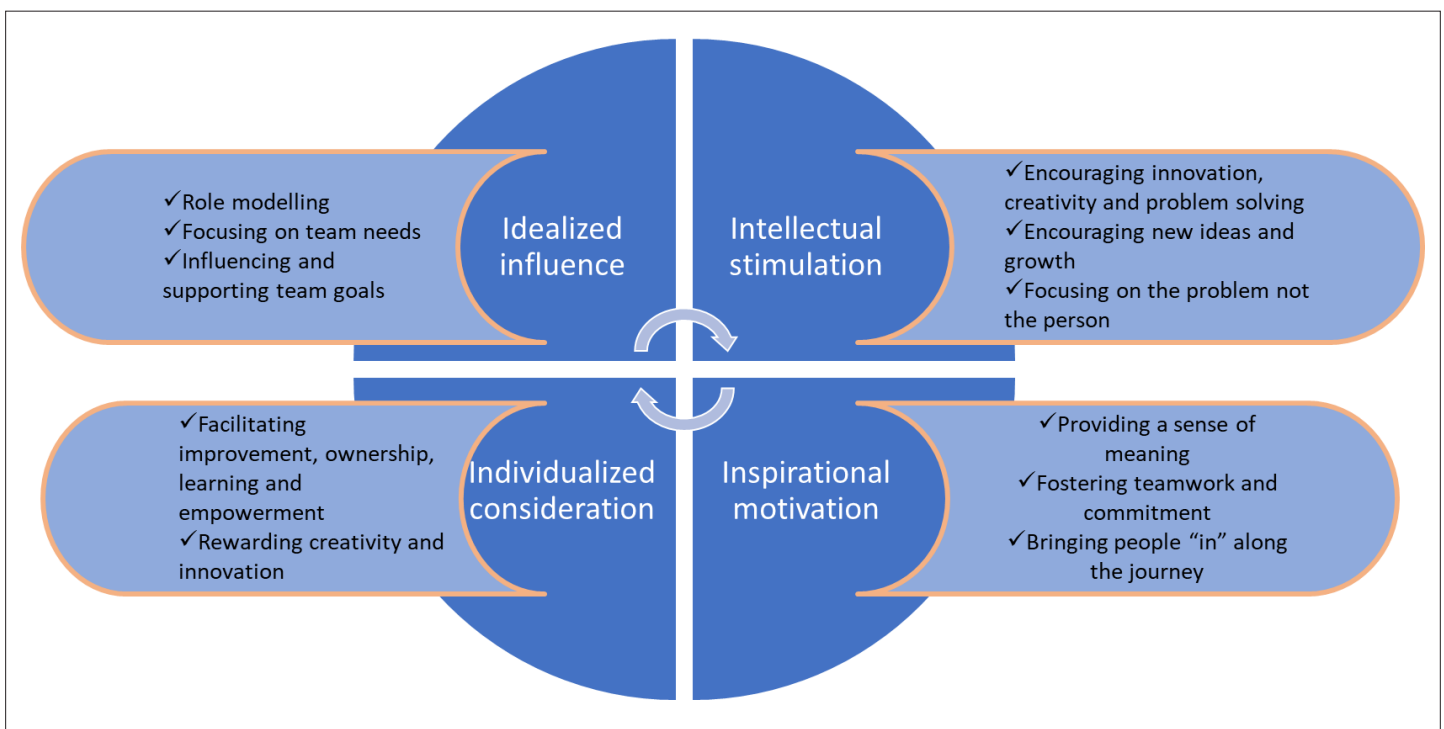 ✓Role modelling
✓Focusing on team needs
✓Influencing and
supporting team goals
Idealized
influence
Intellectual
stimulation
✓Encouraging innovation,
creativity and problem solving
✓Encouraging new ideas and
growth
✓Focusing on the problem not
the person
✓Facilitating
improvement, ownership,
learning and
empowerment
✓Rewarding creativity and
innovation
Individualized
consideration
Inspirational
motivation
✓Providing a sense of
meaning
✓Fostering teamwork and
commitment
✓Bringing people “in” along
the journey